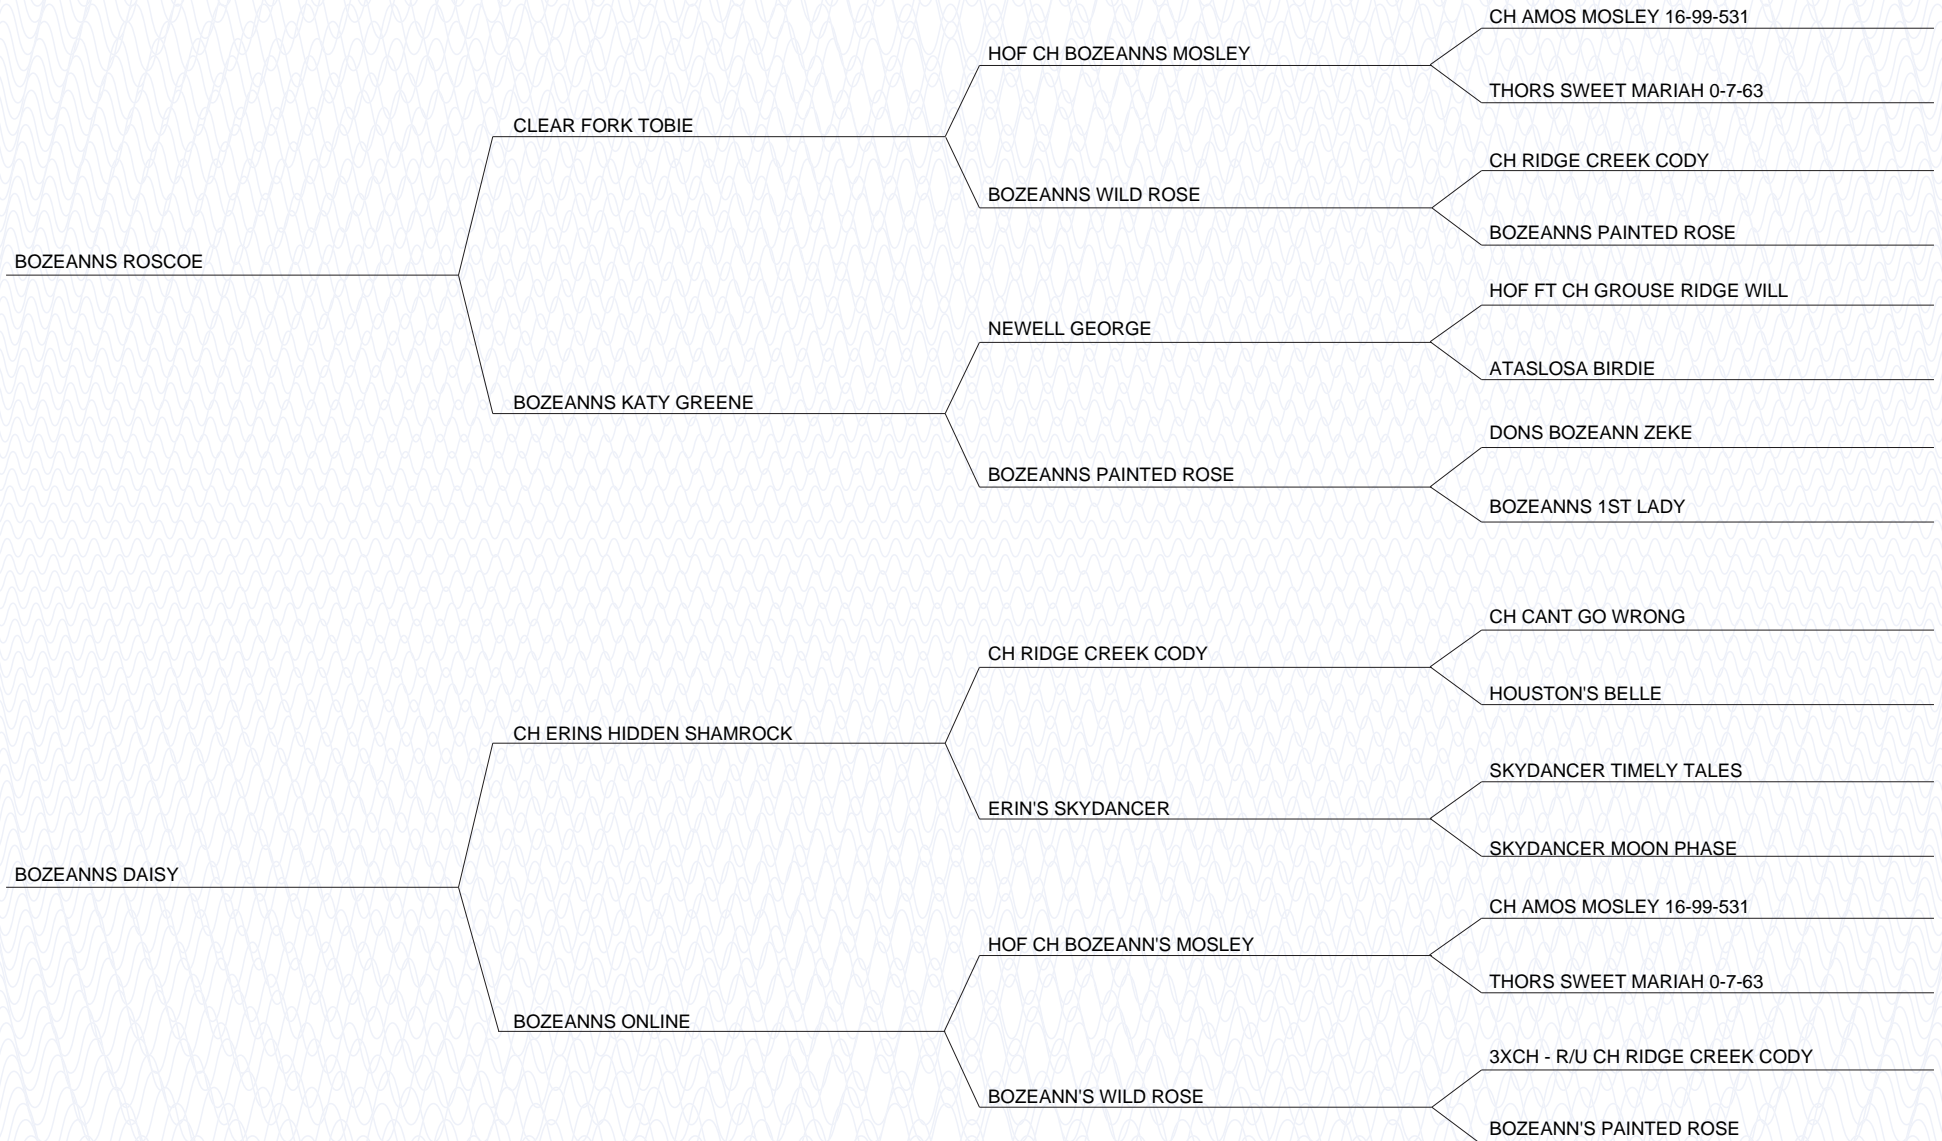 CH AMOS MOSLEY 16-99-531
HOF CH BOZEANNS MOSLEY
THORS SWEET MARIAH 0-7-63
CLEAR FORK TOBIE
CH RIDGE CREEK CODY
BOZEANNS WILD ROSE
BOZEANNS PAINTED ROSE
BOZEANNS ROSCOE
HOF FT CH GROUSE RIDGE WILL
NEWELL GEORGE
ATASLOSA BIRDIE
BOZEANNS KATY GREENE
DONS BOZEANN ZEKE
BOZEANNS PAINTED ROSE
BOZEANNS 1ST LADY
CH CANT GO WRONG
CH RIDGE CREEK CODY
HOUSTON'S BELLE
CH ERINS HIDDEN SHAMROCK
SKYDANCER TIMELY TALES
ERIN'S SKYDANCER
SKYDANCER MOON PHASE
BOZEANNS DAISY
CH AMOS MOSLEY 16-99-531
HOF CH BOZEANN'S MOSLEY
THORS SWEET MARIAH 0-7-63
BOZEANNS ONLINE
3XCH - R/U CH RIDGE CREEK CODY
BOZEANN'S WILD ROSE
BOZEANN'S PAINTED ROSE